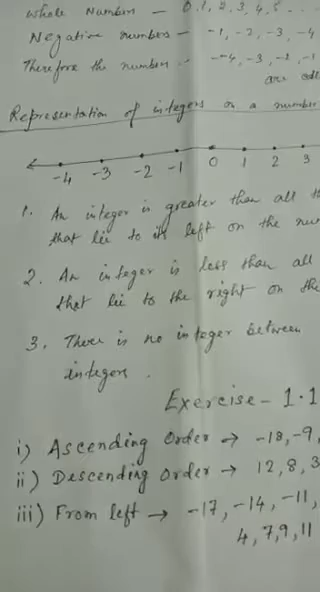 Whole Numbers - 0, 1, 2, 3, 4, 5 ...
Negative numbers - -1, -2, -3, -4
Therefore the numbers - -4, -3, -2, -1
are
Representation of integers on a number
-4 -3 -2 -1 0 1 2 3
1. An integer is greater than all
that lie to its left on the
2. An integer is less than all
that lie to the right on the
3. There is no integer between
integers.
Exercise - 1.1
i) Ascending Order → -18, -9,
ii) Descending Order → 12, 8, 3
iii) From left → -17, -14, -11,
4, 7, 9, 11